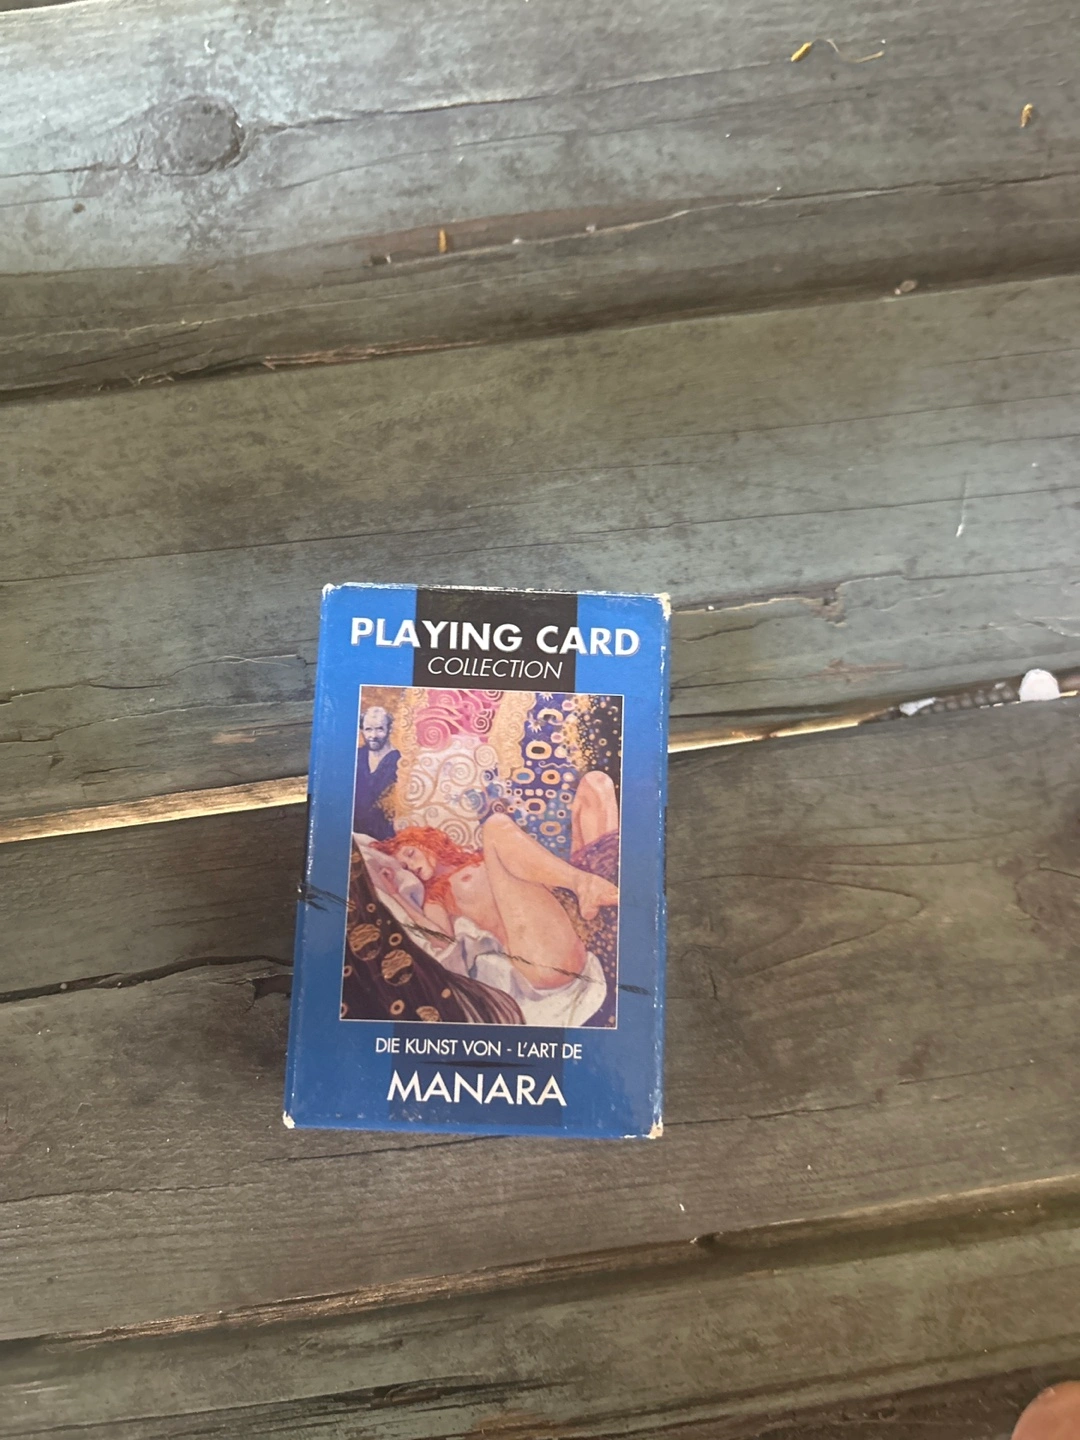 PLAYING CARD
COLLECTION
DIE KUNST VON - L'ART DE
MANARA